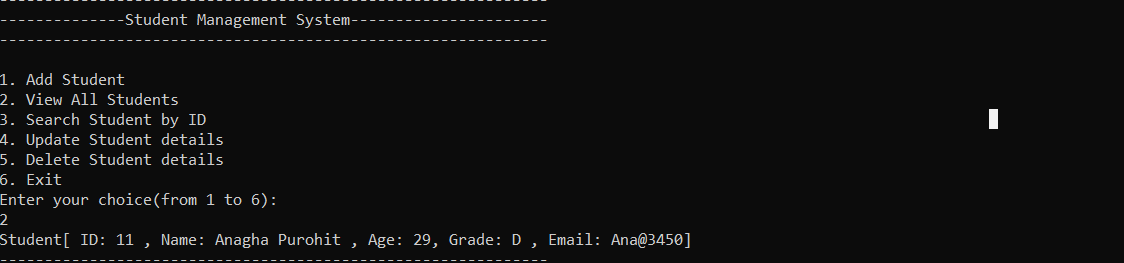 -------------------------------------------------------------
--------------Student Management System----------------------
-------------------------------------------------------------
1. Add Student
2. View All Students
3. Search Student by ID
4. Update Student details
5. Delete Student details
6. Exit
Enter your choice(from 1 to 6):
2
Student[ ID: 11 , Name: Anagha Purohit , Age: 29, Grade: D , Email: Ana@3450]
-------------------------------------------------------------